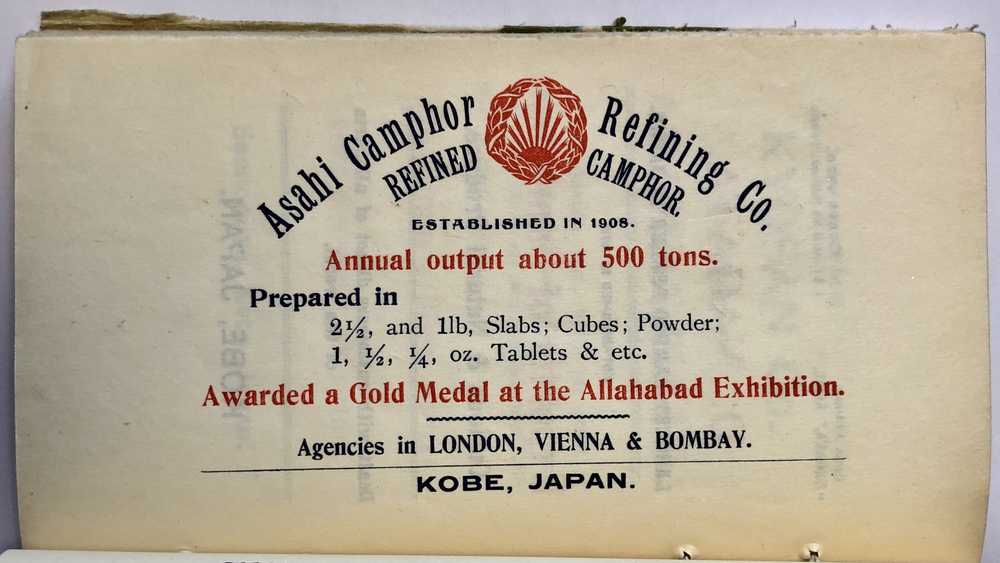 Asahi Camphor Refining Co.
REFINED CAMPHOR.
ESTABLISHED IN 1908.
Annual output about 500 tons.
Prepared in
2½, and 1lb, Slabs; Cubes; Powder;
1, ½, ¼, oz. Tablets & etc.
Awarded a Gold Medal at the Allahabad Exhibition.
Agencies in LONDON, VIENNA & BOMBAY.
KOBE, JAPAN.